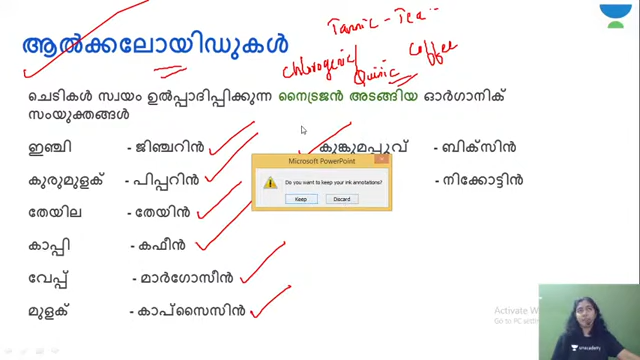 Tannic - Tea
ആൽക്കലോയിഡുകൾ
Chlorogenic
Quinic
Coffee
ചെടികൾ സ്വയം ഉൽപ്പാദിപ്പിക്കുന്ന നൈട്രജൻ അടങ്ങിയ ഓർഗാനിക്
സംയുക്തങ്ങൾ
ഇഞ്ചി - ജിഞ്ചറിൻ
കുങ്കുമപ്പൂവ് - ബിക്സിൻ
കുരുമുളക് - പിപ്പറിൻ
- നിക്കോട്ടിൻ
തേയില - തേയിൻ
കാപ്പി - കഫീൻ
വേപ്പ് - മാർഗോസീൻ
മുളക് - കാപ്സൈസിൻ
Microsoft PowerPoint
Do you want to keep your ink annotations?
Keep
Discard
Activate
Go to PC
unacademy